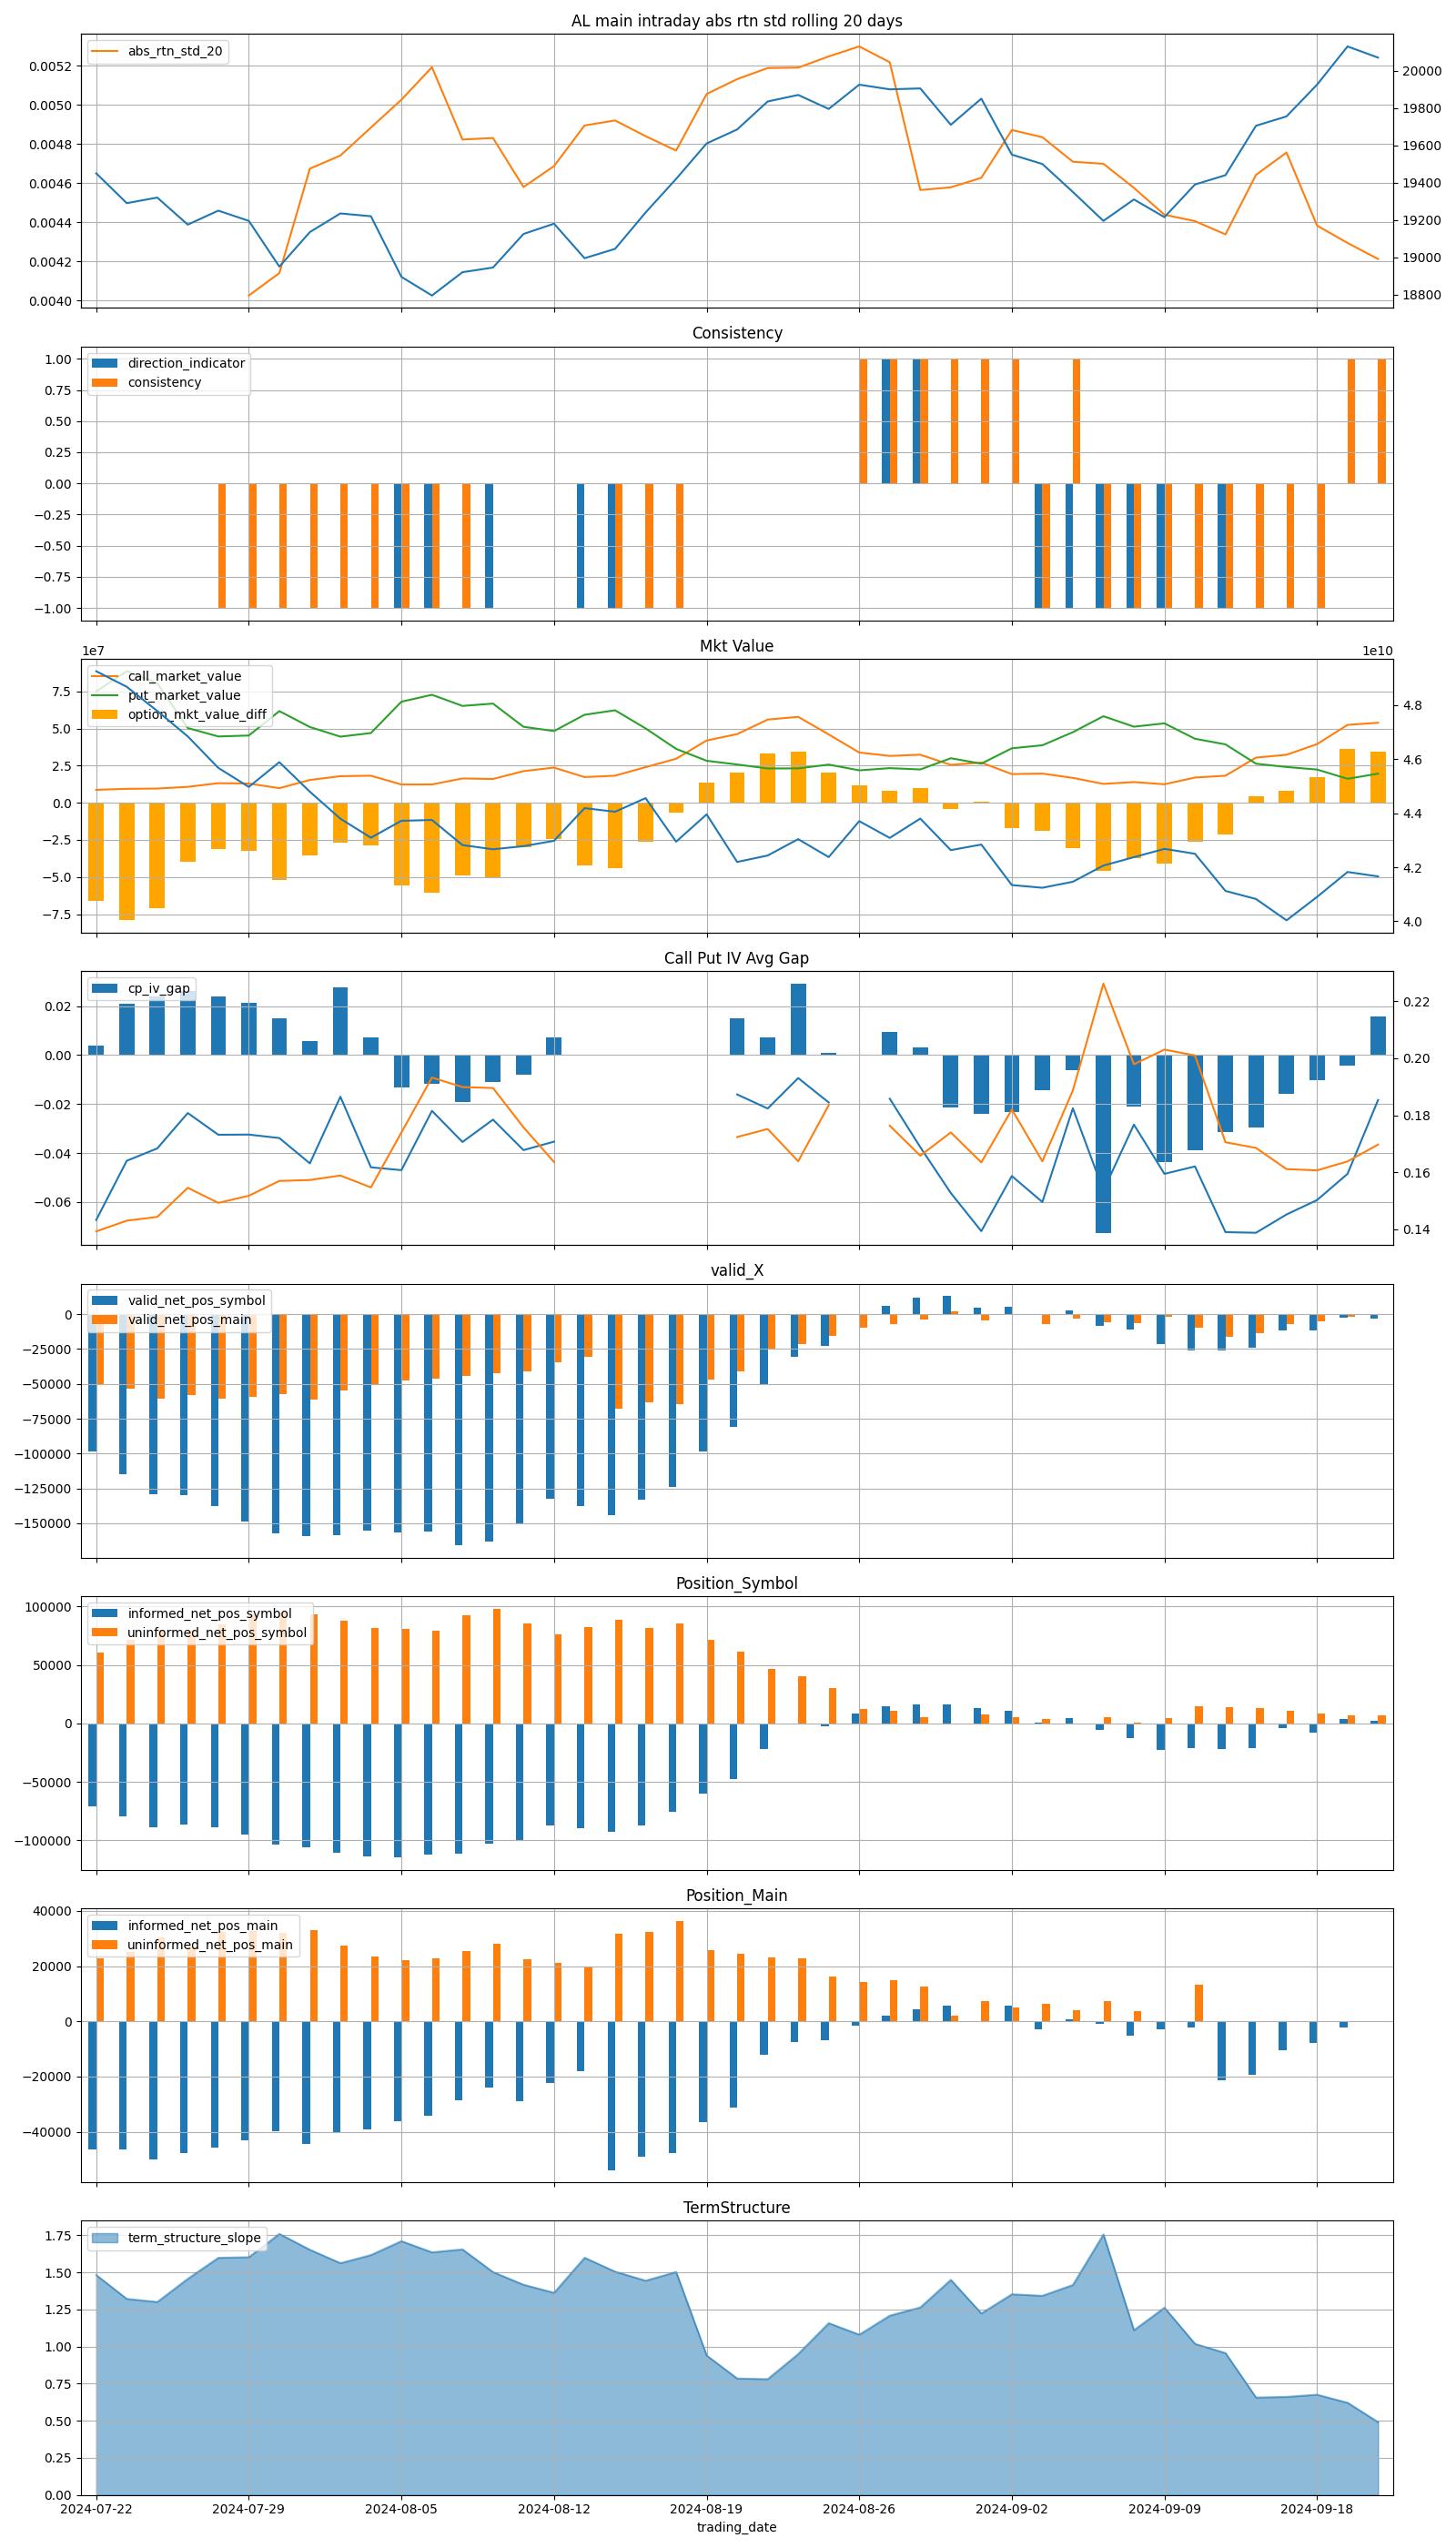 AL main intraday abs rtn std rolling 20 days
abs_rtn_std_20
0.0052
0.0050
0.0048
0.0046
0.0044
0.0042
0.0040
20000
19800
19600
19400
19200
19000
18800
Consistency
direction_indicator
consistency
1.00
0.75
0.50
0.25
0.00
−0.25
−0.50
−0.75
−1.00
Mkt Value
1e7
1e10
call_market_value
put_market_value
option_mkt_value_diff
7.5
5.0
2.5
0.0
−2.5
−5.0
−7.5
4.8
4.6
4.4
4.2
4.0
Call Put IV Avg Gap
cp_iv_gap
0.02
0.00
−0.02
−0.04
−0.06
0.22
0.20
0.18
0.16
0.14
valid_X
valid_net_pos_symbol
valid_net_pos_main
0
−25000
−50000
−75000
−100000
−125000
−150000
Position_Symbol
informed_net_pos_symbol
uninformed_net_pos_symbol
100000
50000
0
−50000
−100000
Position_Main
informed_net_pos_main
uninformed_net_pos_main
40000
20000
0
−20000
−40000
TermStructure
term_structure_slope
1.75
1.50
1.25
1.00
0.75
0.50
0.25
0.00
2024-07-22 2024-07-29 2024-08-05 2024-08-12 2024-08-19 2024-08-26 2024-09-02 2024-09-09 2024-09-18
trading_date